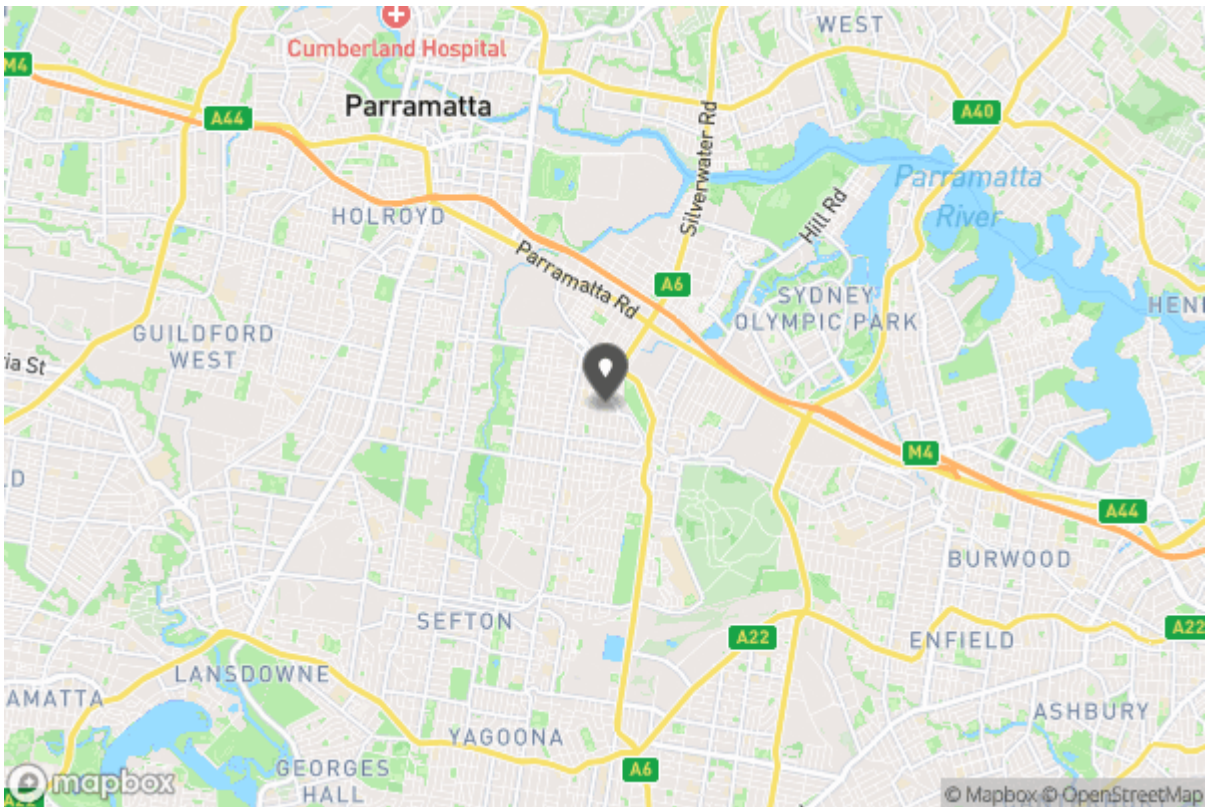 WEST
Cumberland Hospital
M4
A44
Parramatta
A40
Silverwater Rd
Parramatta
River
HOLROYD
Hill Rd
Parramatta Rd
A6
SYDNEY
OLYMPIC PARK
HEN
GUILDFORD
WEST
ria St
D
M4
A44
BURWOOD
SEFTON
A22
ENFIELD
A22
LANSDOWNE
AMATTA
ASHBURY
YAGOONA
GEORGES
HALL
A6
mapbox
A22
© Mapbox © OpenStreetMap